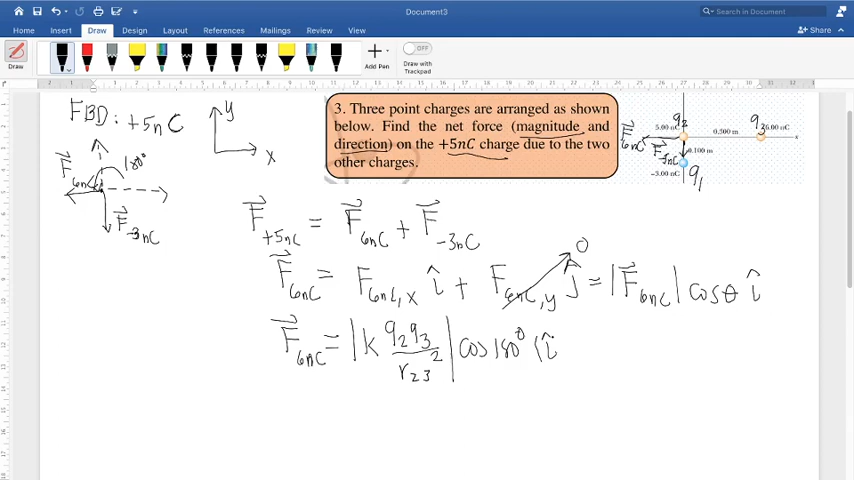 Document3
Search in Document
Home Insert Draw Design Layout References Mailings Review View
Share
Draw
Add Pen
OFF
Draw with Trackpad
FBD: +5nC
y
x
180°
F 6nC
F -3nC
3. Three point charges are arranged as shown
below. Find the net force (magnitude and
direction) on the +5nC charge due to the two
other charges.
q2 q3
5.00 nC 6.00 nC
0.300 m x
F 6nC F -3nC 0.100 m
-3.00 nC q1
F +5nC = F 6nC + F -3nC
F 6nC = F 6nC,x î + F 6nC,y ĵ 0 = |F 6nC| cosθ î
F 6nC = |k q2q3 / r23²| cos180° î